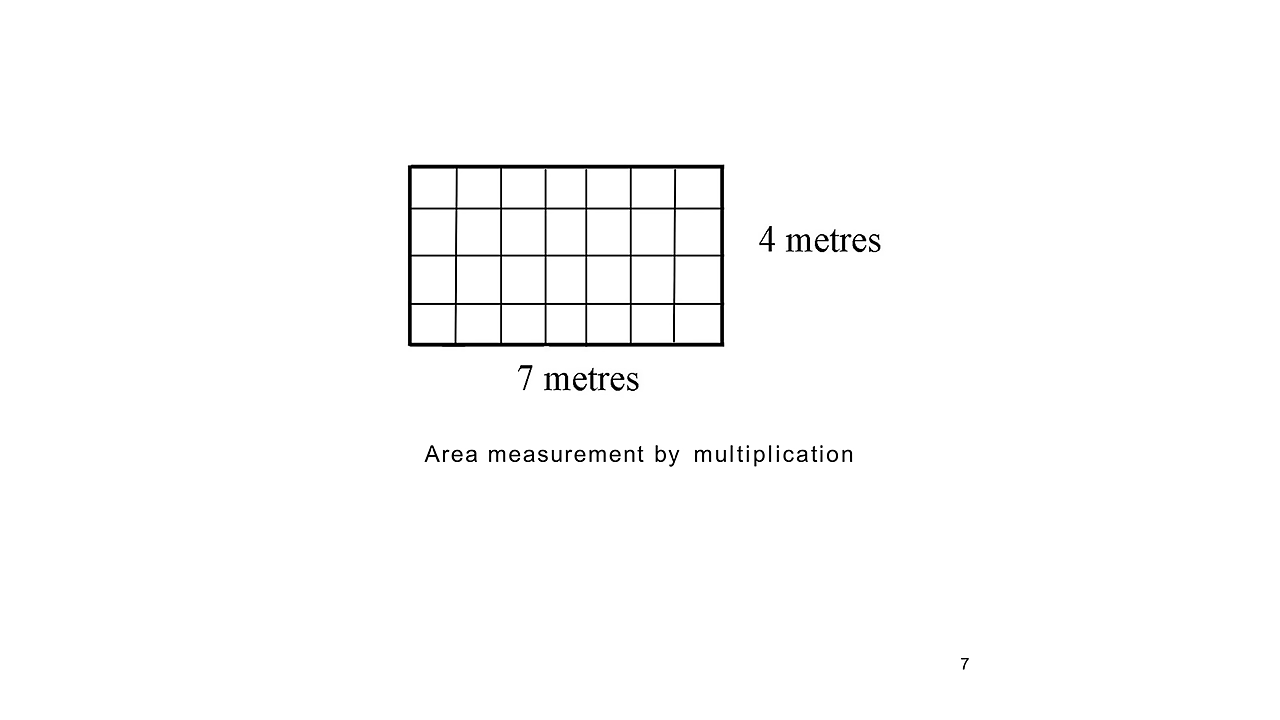 4 metres
7 metres
Area measurement by multiplication
7